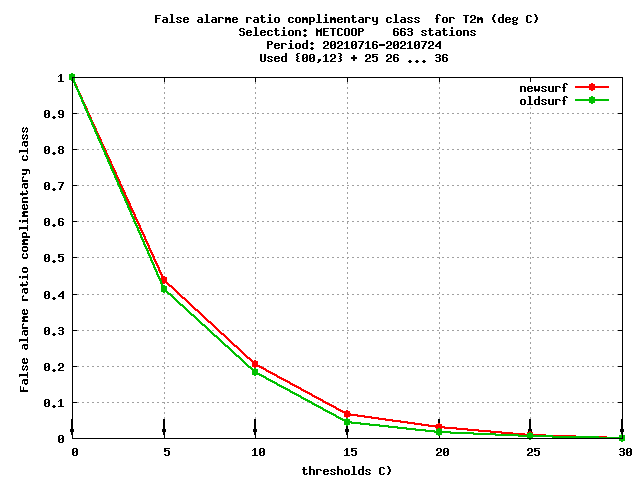 False alarme ratio complimentary class  for T2m (deg C)
Selection: METCOOP    663 stations
Period: 20210716-20210724
Used {00,12} + 25 26 ... 36
newsurf
oldsurf
False alarme ratio complimentary class
1
0.9
0.8
0.7
0.6
0.5
0.4
0.3
0.2
0.1
0
0 5 10 15 20 25 30
thresholds C)